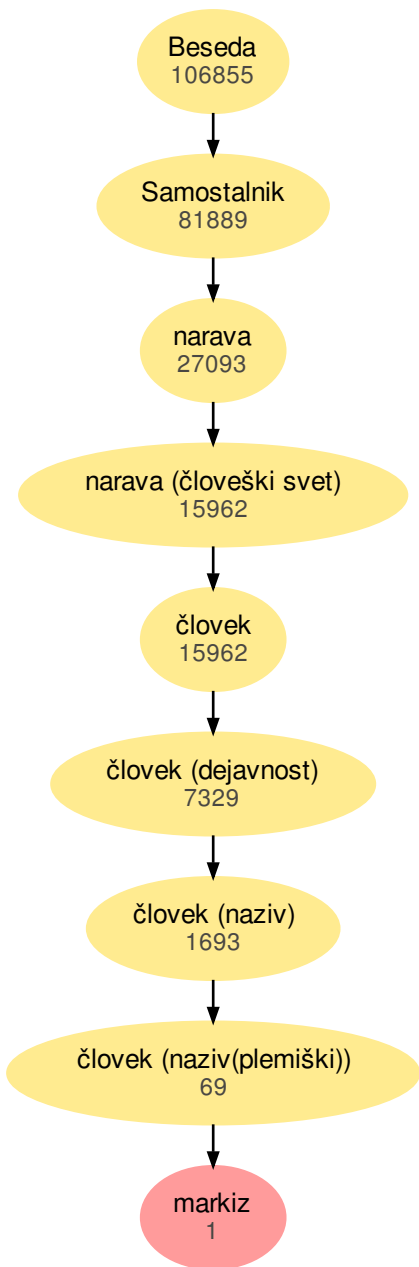 Beseda
106855
Samostalnik
81889
narava
27093
narava (človeški svet)
15962
človek
15962
človek (dejavnost)
7329
človek (naziv)
1693
človek (naziv(plemiški))
69
markiz
1